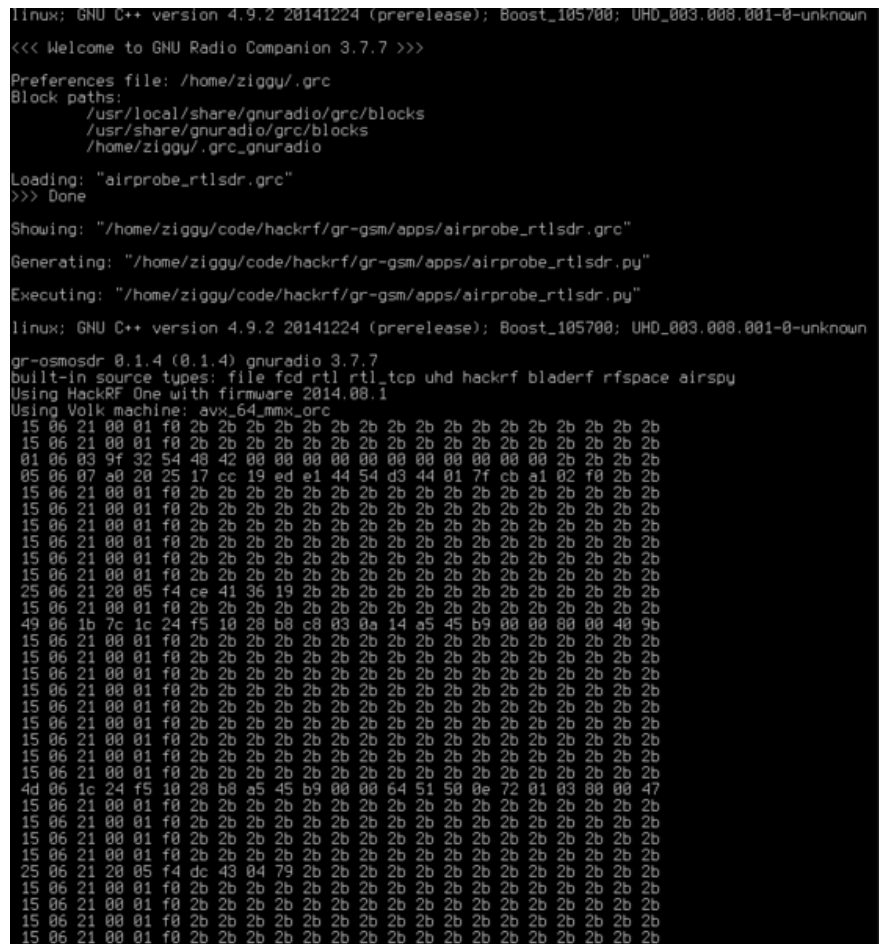 linux; GNU C++ version 4.9.2 20141224 (prerelease); Boost_105700; UHD_003.008.001-0-unknown
<<< Welcome to GNU Radio Companion 3.7.7 >>>
Preferences file: /home/ziggy/.grc
Block paths:
/usr/local/share/gnuradio/grc/blocks
/usr/share/gnuradio/grc/blocks
/home/ziggy/.grc_gnuradio
Loading: "airprobe_rtlsdr.grc"
>>> Done
Showing: "/home/ziggy/code/hackrf/gr-gsm/apps/airprobe_rtlsdr.grc"
Generating: "/home/ziggy/code/hackrf/gr-gsm/apps/airprobe_rtlsdr.py"
Executing: "/home/ziggy/code/hackrf/gr-gsm/apps/airprobe_rtlsdr.py"
linux; GNU C++ version 4.9.2 20141224 (prerelease); Boost_105700; UHD_003.008.001-0-unknown
gr-osmosdr 0.1.4 (0.1.4) gnuradio 3.7.7
built-in source types: file fcd rtl rtl_tcp uhd hackrf bladerf rfspace airspy
Using HackRF One with firmware 2014.08.1
Using Volk machine: avx_64_mmx_orc
15 06 21 00 01 f0 2b 2b 2b 2b 2b 2b 2b 2b 2b 2b 2b 2b 2b 2b 2b 2b 2b
15 06 21 00 01 f0 2b 2b 2b 2b 2b 2b 2b 2b 2b 2b 2b 2b 2b 2b 2b 2b 2b
01 06 03 9f 32 54 48 42 00 00 00 00 00 00 00 00 00 00 00 00 2b 2b 2b
05 06 07 a0 20 25 17 cc 19 ed e1 44 54 d3 44 01 7f cb a1 02 f0 2b 2b
15 06 21 00 01 f0 2b 2b 2b 2b 2b 2b 2b 2b 2b 2b 2b 2b 2b 2b 2b 2b 2b
15 06 21 00 01 f0 2b 2b 2b 2b 2b 2b 2b 2b 2b 2b 2b 2b 2b 2b 2b 2b 2b
15 06 21 00 01 f0 2b 2b 2b 2b 2b 2b 2b 2b 2b 2b 2b 2b 2b 2b 2b 2b 2b
15 06 21 00 01 f0 2b 2b 2b 2b 2b 2b 2b 2b 2b 2b 2b 2b 2b 2b 2b 2b 2b
15 06 21 00 01 f0 2b 2b 2b 2b 2b 2b 2b 2b 2b 2b 2b 2b 2b 2b 2b 2b 2b
15 06 21 00 01 f0 2b 2b 2b 2b 2b 2b 2b 2b 2b 2b 2b 2b 2b 2b 2b 2b 2b
25 06 21 20 05 f4 ce 41 36 19 2b 2b 2b 2b 2b 2b 2b 2b 2b 2b 2b 2b 2b
15 06 21 00 01 f0 2b 2b 2b 2b 2b 2b 2b 2b 2b 2b 2b 2b 2b 2b 2b 2b 2b
49 06 1b 7c 1c 24 f5 10 28 b8 c8 03 0a 14 a5 45 b9 00 00 80 00 40 9b
15 06 21 00 01 f0 2b 2b 2b 2b 2b 2b 2b 2b 2b 2b 2b 2b 2b 2b 2b 2b 2b
15 06 21 00 01 f0 2b 2b 2b 2b 2b 2b 2b 2b 2b 2b 2b 2b 2b 2b 2b 2b 2b
15 06 21 00 01 f0 2b 2b 2b 2b 2b 2b 2b 2b 2b 2b 2b 2b 2b 2b 2b 2b 2b
15 06 21 00 01 f0 2b 2b 2b 2b 2b 2b 2b 2b 2b 2b 2b 2b 2b 2b 2b 2b 2b
15 06 21 00 01 f0 2b 2b 2b 2b 2b 2b 2b 2b 2b 2b 2b 2b 2b 2b 2b 2b 2b
15 06 21 00 01 f0 2b 2b 2b 2b 2b 2b 2b 2b 2b 2b 2b 2b 2b 2b 2b 2b 2b
15 06 21 00 01 f0 2b 2b 2b 2b 2b 2b 2b 2b 2b 2b 2b 2b 2b 2b 2b 2b 2b
15 06 21 00 01 f0 2b 2b 2b 2b 2b 2b 2b 2b 2b 2b 2b 2b 2b 2b 2b 2b 2b
15 06 21 00 01 f0 2b 2b 2b 2b 2b 2b 2b 2b 2b 2b 2b 2b 2b 2b 2b 2b 2b
4d 06 1c 24 f5 10 28 b8 a5 45 b9 00 00 64 51 50 0e 72 01 03 80 00 47
15 06 21 00 01 f0 2b 2b 2b 2b 2b 2b 2b 2b 2b 2b 2b 2b 2b 2b 2b 2b 2b
15 06 21 00 01 f0 2b 2b 2b 2b 2b 2b 2b 2b 2b 2b 2b 2b 2b 2b 2b 2b 2b
15 06 21 00 01 f0 2b 2b 2b 2b 2b 2b 2b 2b 2b 2b 2b 2b 2b 2b 2b 2b 2b
15 06 21 00 01 f0 2b 2b 2b 2b 2b 2b 2b 2b 2b 2b 2b 2b 2b 2b 2b 2b 2b
25 06 21 20 05 f4 dc 43 04 79 2b 2b 2b 2b 2b 2b 2b 2b 2b 2b 2b 2b 2b
15 06 21 00 01 f0 2b 2b 2b 2b 2b 2b 2b 2b 2b 2b 2b 2b 2b 2b 2b 2b 2b
15 06 21 00 01 f0 2b 2b 2b 2b 2b 2b 2b 2b 2b 2b 2b 2b 2b 2b 2b 2b 2b
15 06 21 00 01 f0 2b 2b 2b 2b 2b 2b 2b 2b 2b 2b 2b 2b 2b 2b 2b 2b 2b
15 06 21 00 01 f0 2b 2b 2b 2b 2b 2b 2b 2b 2b 2b 2b 2b 2b 2b 2b 2b 2b